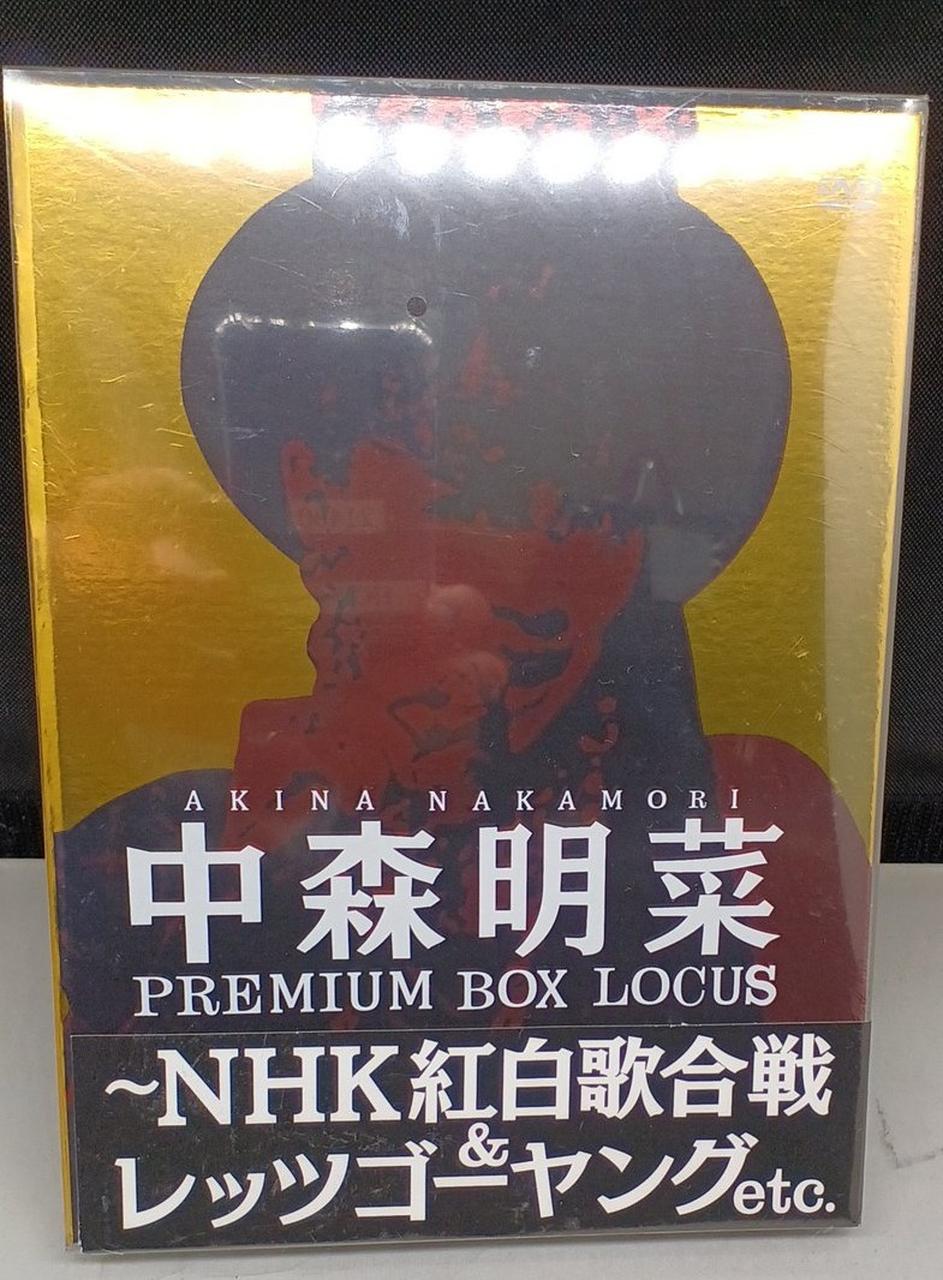 DVD
AKINA NAKAMORI
中森明菜
PREMIUM BOX LOCUS
~NHK紅白歌合戦
&
レッツゴーヤングetc.